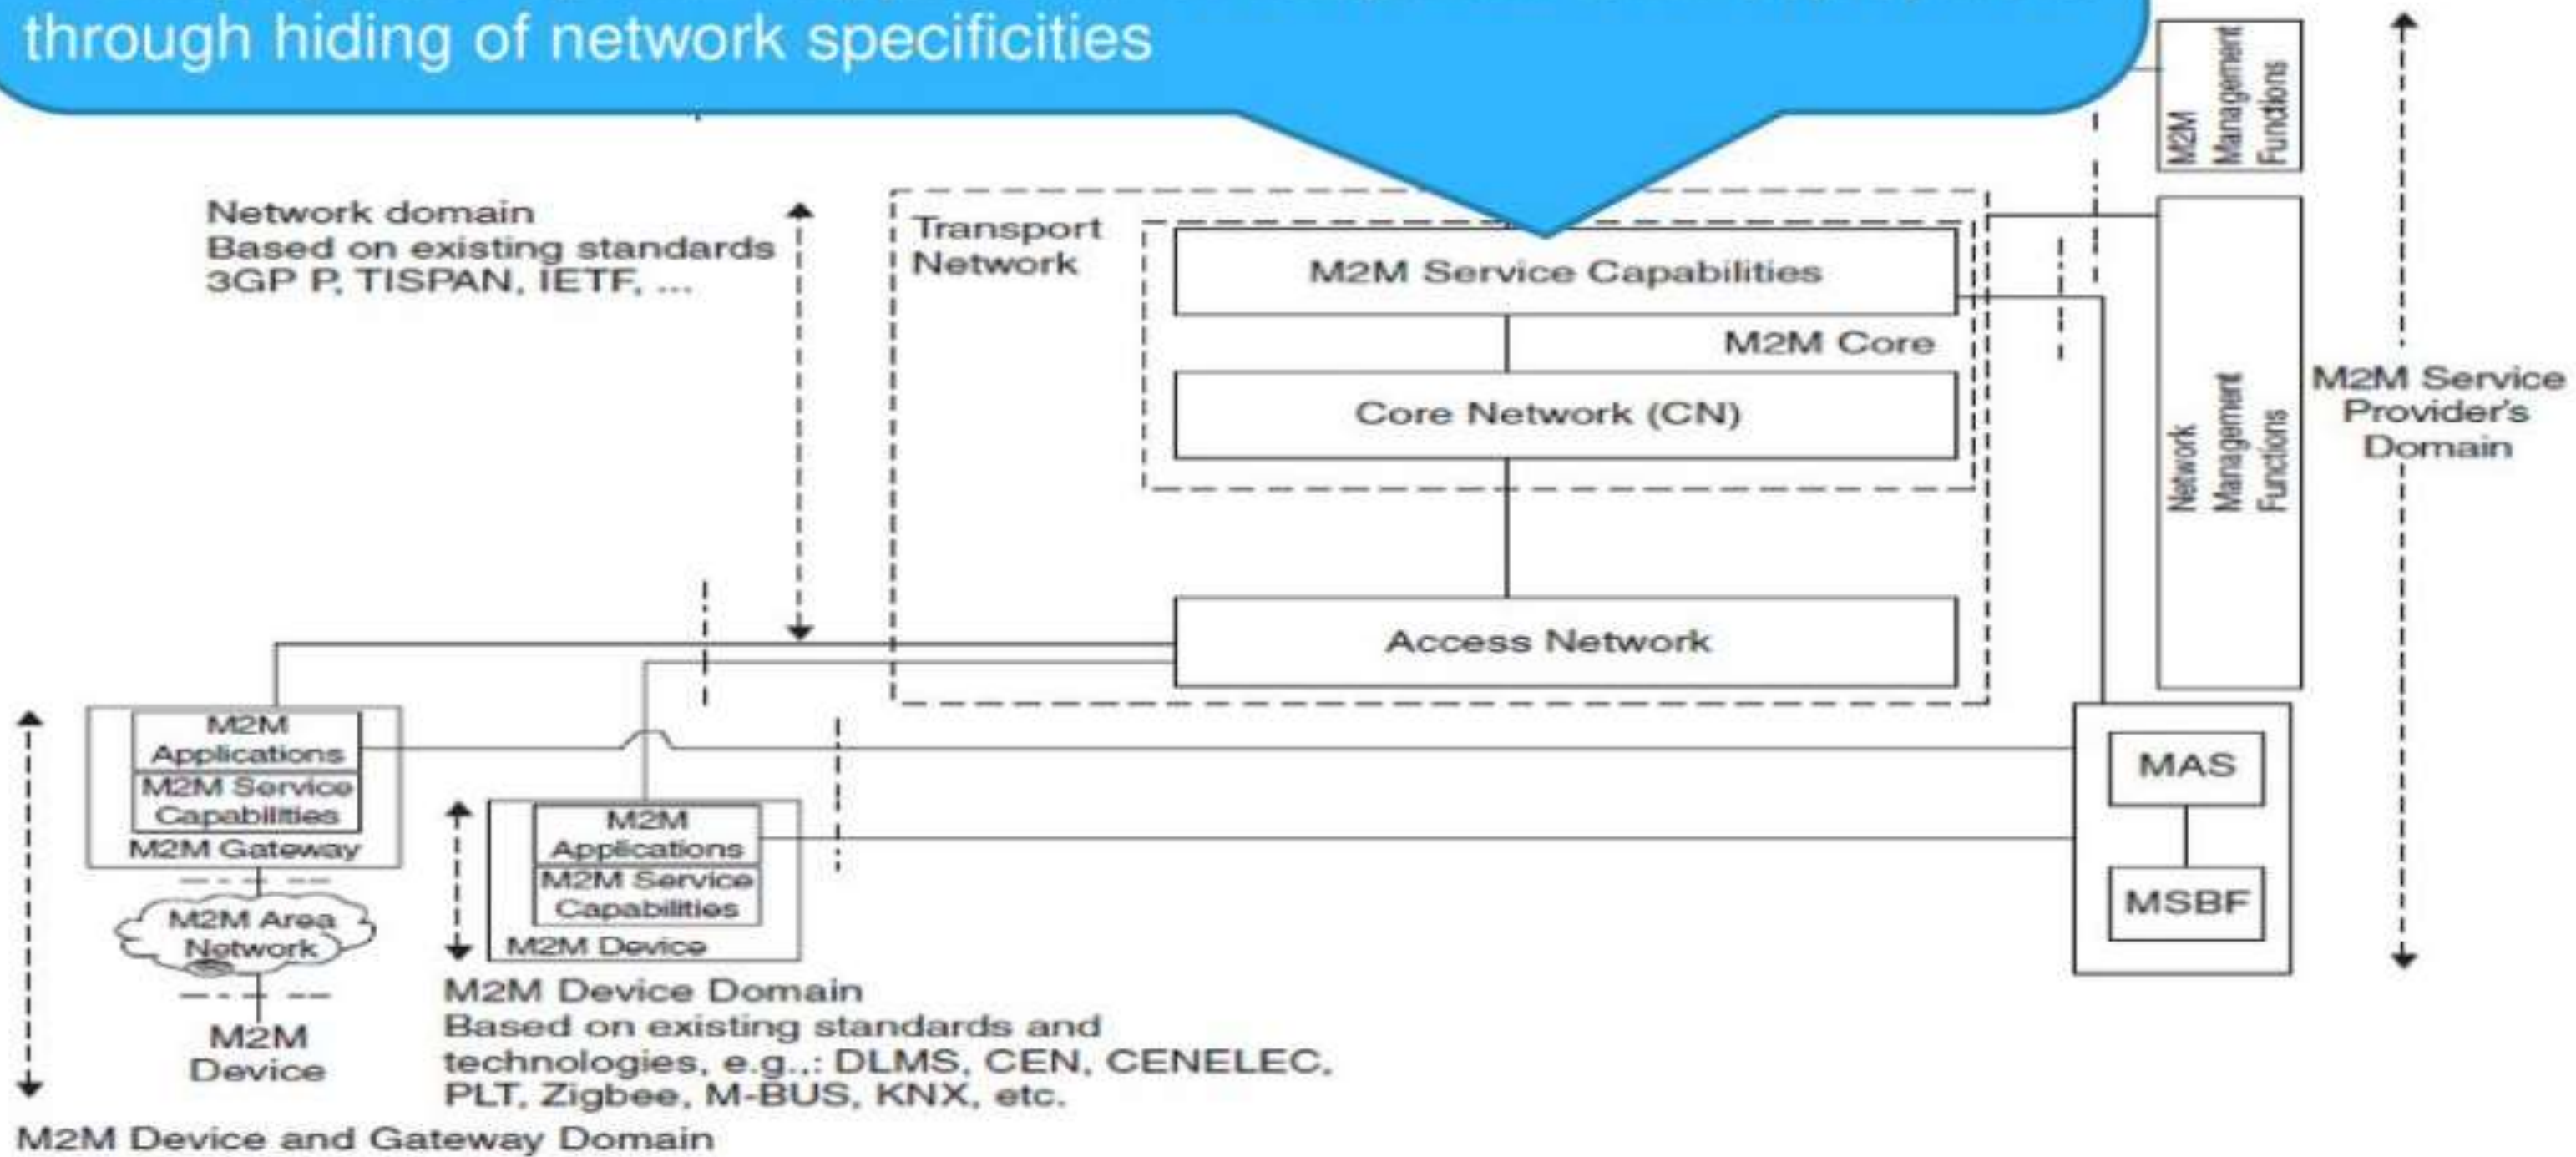 through hiding of network specificities
M2M
Management
Functions
Network domain
Based on existing standards
3GP P, TISPAN, IETF, ...
Transport
Network
M2M Service Capabilities
M2M Core
Core Network (CN)
Network
Management
Functions
M2M Service
Provider's
Domain
Access Network
M2M
Applications
M2M Service
Capabilities
M2M Gateway
M2M Area
Network
M2M
Device
M2M
Applications
M2M Service
Capabilities
M2M Device
MAS
MSBF
M2M Device Domain
Based on existing standards and
technologies, e.g.,: DLMS, CEN, CENELEC,
PLT, Zigbee, M-BUS, KNX, etc.
M2M Device and Gateway Domain